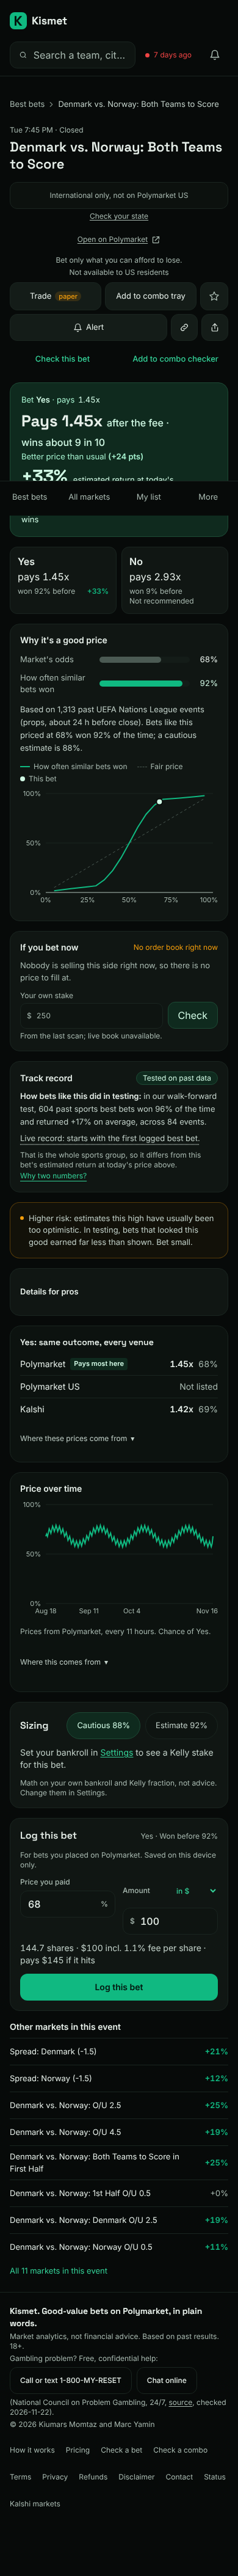 K Kismet
Search a team, cit...
7 days ago
Best bets > Denmark vs. Norway: Both Teams to Score
Tue 7:45 PM · Closed
Denmark vs. Norway: Both Teams
to Score
International only, not on Polymarket US
Check your state
Open on Polymarket
Bet only what you can afford to lose.
Not available to US residents
Trade paper
Add to combo tray
Alert
Check this bet
Add to combo checker
Bet Yes · pays 1.45x
Pays 1.45x after the fee ·
wins about 9 in 10
Better price than usual (+24 pts)
+33% estimated return at today's
Best bets
All markets
My list
More
wins
Yes
pays 1.45x
won 92% before +33%
No
pays 2.93x
won 9% before
Not recommended
Why it's a good price
Market's odds 68%
How often similar
bets won 92%
Based on 1,313 past UEFA Nations League events
(props, about 24 h before close). Bets like this
priced at 68% won 92% of the time; a cautious
estimate is 88%.
How often similar bets won
Fair price
This bet
100%
50%
0%
0% 25% 50% 75% 100%
If you bet now
No order book right now
Nobody is selling this side right now, so there is no
price to fill at.
Your own stake
$ 250
Check
From the last scan; live book unavailable.
Track record
Tested on past data
How bets like this did in testing: in our walk-forward
test, 604 past sports best bets won 96% of the time
and returned +17% on average, across 84 events.
Live record: starts with the first logged best bet.
That is the whole sports group, so it differs from this
bet's estimated return at today's price above.
Why two numbers?
Higher risk: estimates this high have usually been
too optimistic. In testing, bets that looked this
good earned far less than shown. Bet small.
Details for pros
Yes: same outcome, every venue
Polymarket Pays most here 1.45x 68%
Polymarket US Not listed
Kalshi 1.42x 69%
Where these prices come from ▾
Price over time
100%
50%
0%
Aug 18 Sep 11 Oct 4 Nov 16
Prices from Polymarket, every 11 hours. Chance of Yes.
Where this comes from ▾
Sizing
Cautious 88%
Estimate 92%
Set your bankroll in Settings to see a Kelly stake
for this bet.
Math on your own bankroll and Kelly fraction, not advice.
Change them in Settings.
Log this bet
Yes · Won before 92%
For bets you placed on Polymarket. Saved on this device
only.
Price you paid
68 %
Amount in $
$ 100
144.7 shares · $100 incl. 1.1% fee per share ·
pays $145 if it hits
Log this bet
Other markets in this event
Spread: Denmark (-1.5) +21%
Spread: Norway (-1.5) +12%
Denmark vs. Norway: O/U 2.5 +25%
Denmark vs. Norway: O/U 4.5 +19%
Denmark vs. Norway: Both Teams to Score in
First Half +25%
Denmark vs. Norway: 1st Half O/U 0.5 +0%
Denmark vs. Norway: Denmark O/U 2.5 +19%
Denmark vs. Norway: Norway O/U 0.5 +11%
All 11 markets in this event
Kismet. Good-value bets on Polymarket, in plain
words.
Market analytics, not financial advice. Based on past results.
18+.
Gambling problem? Free, confidential help:
Call or text 1-800-MY-RESET
Chat online
(National Council on Problem Gambling, 24/7, source, checked
2026-11-22).
© 2026 Kiumars Momtaz and Marc Yamin
How it works Pricing Check a bet Check a combo
Terms Privacy Refunds Disclaimer Contact Status
Kalshi markets